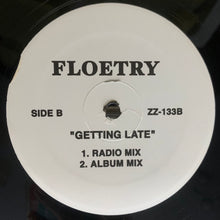 FLOETRY
SIDE B ZZ-133B
"GETTING LATE"
1. RADIO MIX
2. ALBUM MIX